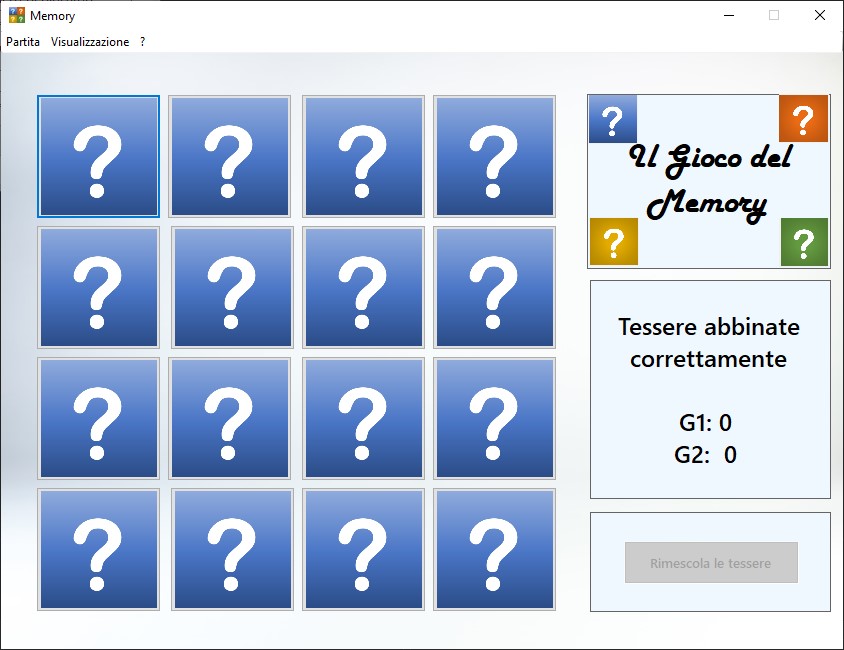 Memory
Partita Visualizzazione ?
? ? ? ?
? ? ? ?
? ? ? ?
? ? ? ?
? ?
Il Gioco del
Memory
? ?
Tessere abbinate
correttamente
G1: 0
G2: 0
Rimescola le tessere